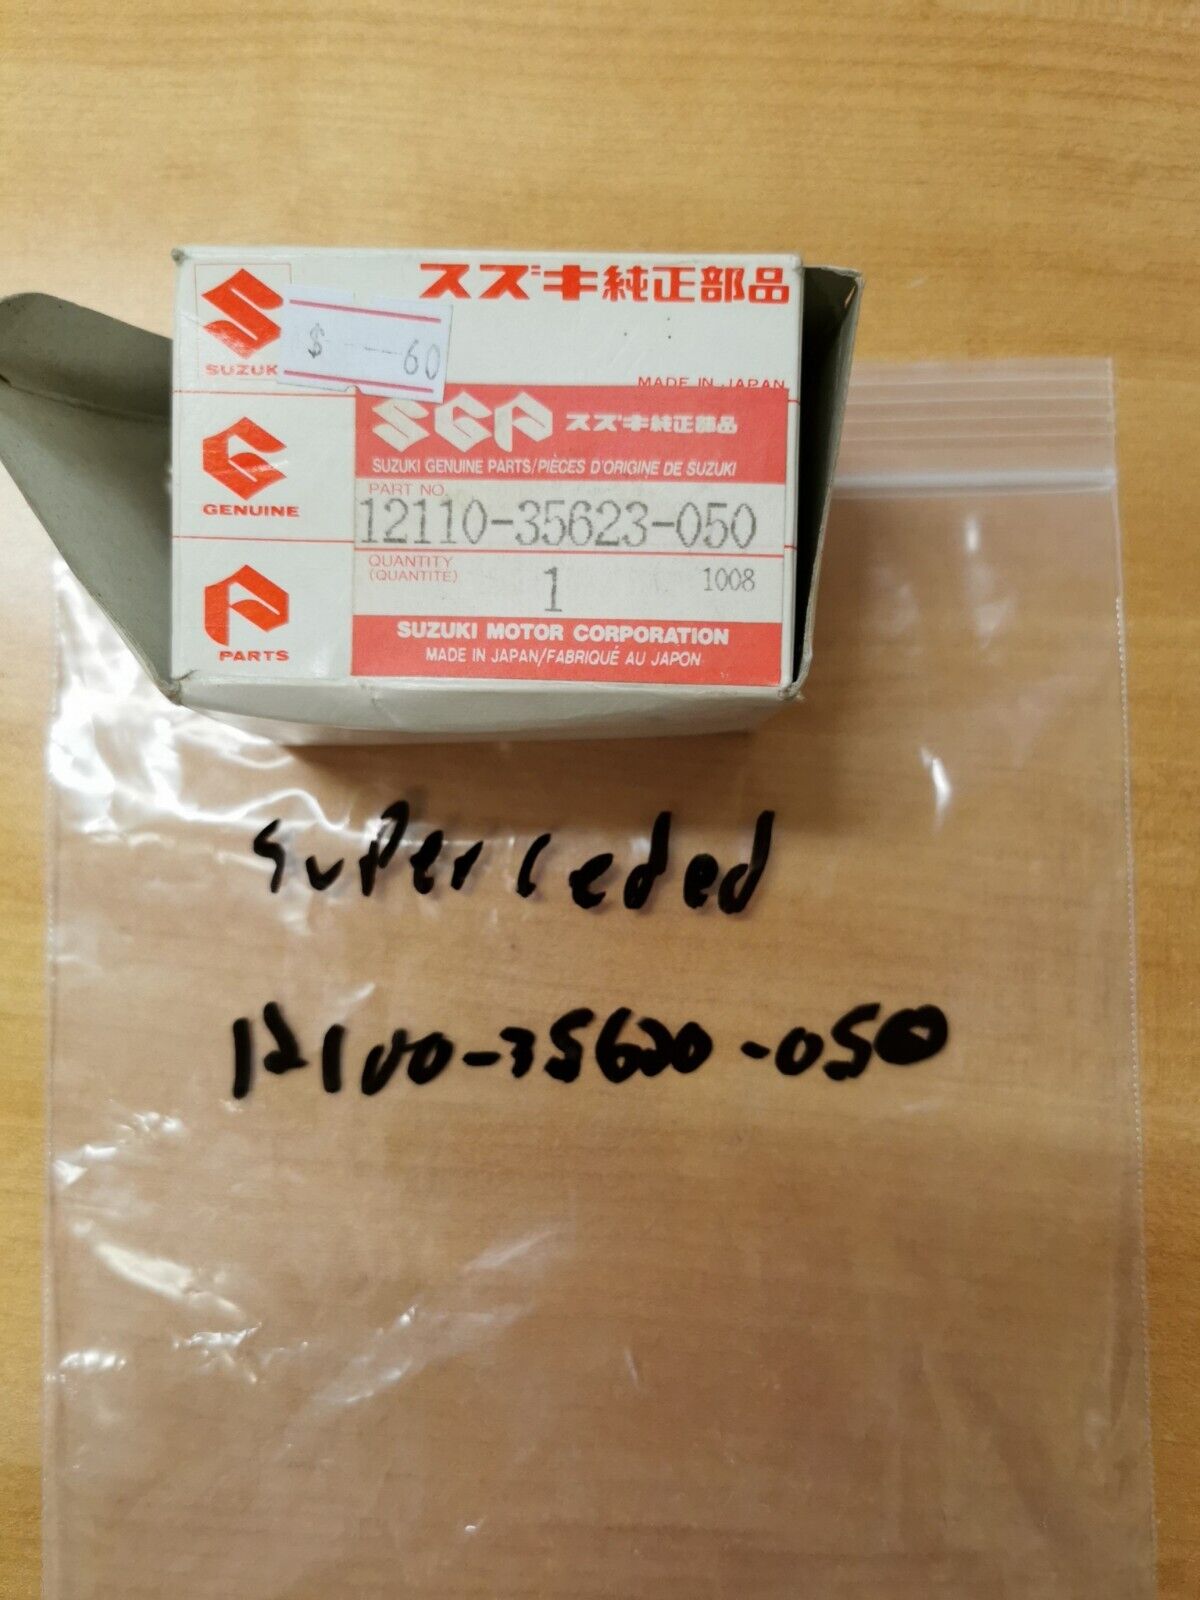 スズキ純正部品
SUZUK
$ --- 60
MADE IN JAPAN
SGP スズキ純正部品
SUZUKI GENUINE PARTS/PIÈCES D'ORIGINE DE SUZUKI
GENUINE
PART NO.
12110-35623-050
QUANTITY
(QUANTITÉ)
1
1008
PARTS
SUZUKI MOTOR CORPORATION
MADE IN JAPAN/FABRIQUÉ AU JAPON
superceded
12100-35620-050